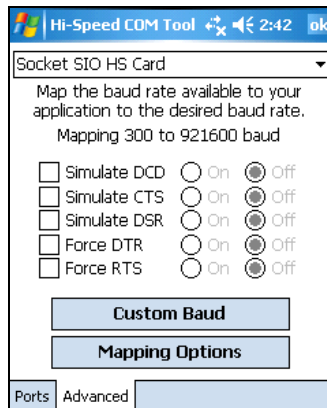 Hi-Speed COM Tool 2:42 ok
Socket SIO HS Card
Map the baud rate available to your
application to the desired baud rate.
Mapping 300 to 921600 baud
Simulate DCD On Off
Simulate CTS On Off
Simulate DSR On Off
Force DTR On Off
Force RTS On Off
Custom Baud
Mapping Options
Ports Advanced